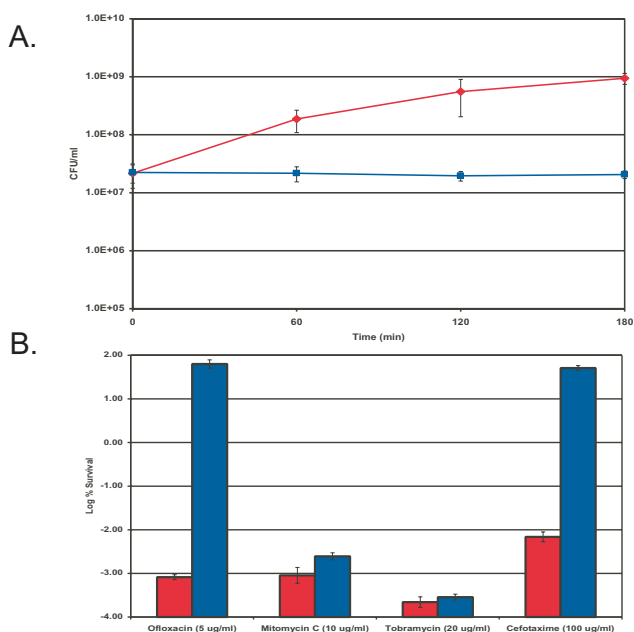 A.
1.0E+10
1.0E+09
1.0E+08
1.0E+07
1.0E+06
1.0E+05
CFU/ml
0 60 120 180
Time (min)
B.
2.00
1.00
0.00
-1.00
-2.00
-3.00
-4.00
Log % Survival
Ofloxacin (5 ug/ml) Mitomycin C (10 ug/ml) Tobramycin (20 ug/ml) Cefotaxime (100 ug/ml)